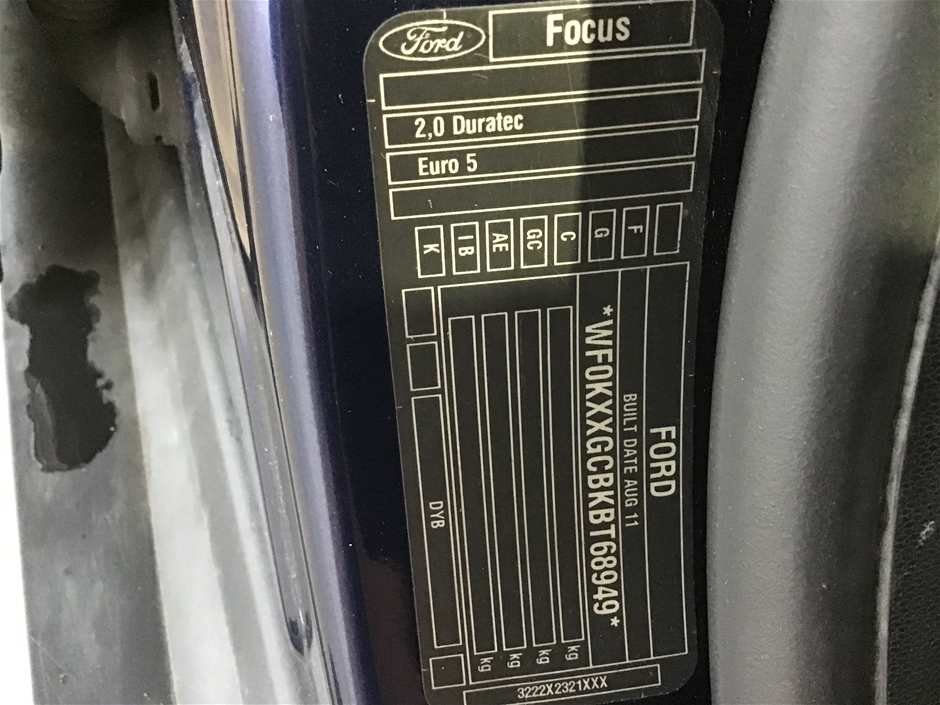 Ford
Focus
2,0 Duratec
Euro 5
K
I B
AE
GC
C
G
F
FORD
BUILT DATE AUG 11
*WF0KXXGCBKBT68949*
kg
kg
kg
kg
DYB
3222X2321XXX